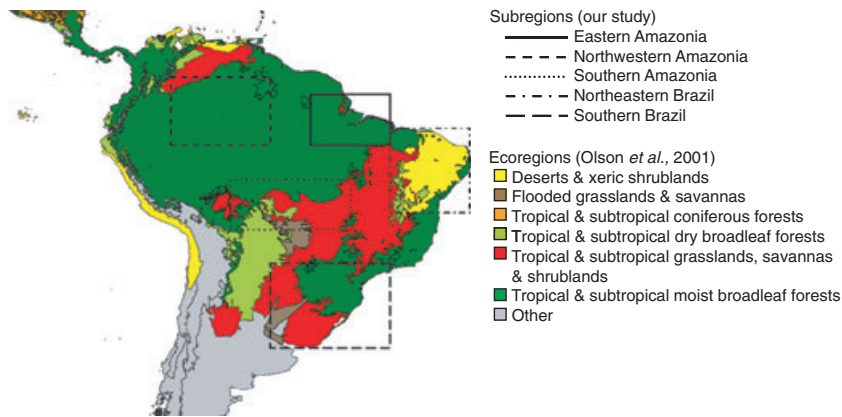 Subregions (our study)
Eastern Amazonia
Northwestern Amazonia
Southern Amazonia
Northeastern Brazil
Southern Brazil
Ecoregions (Olson et al., 2001)
Deserts & xeric shrublands
Flooded grasslands & savannas
Tropical & subtropical coniferous forests
Tropical & subtropical dry broadleaf forests
Tropical & subtropical grasslands, savannas
& shrublands
Tropical & subtropical moist broadleaf forests
Other